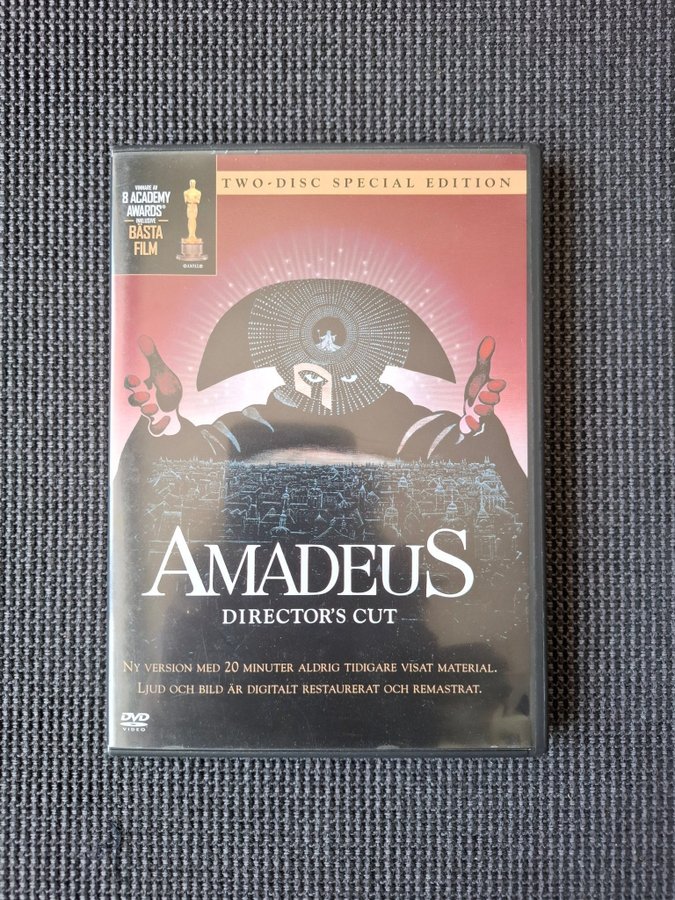 VINNARE AV
8 ACADEMY
AWARDS®
INKLUSIVE
BÄSTA
FILM
TWO-DISC SPECIAL EDITION
AMADEUS
DIRECTOR'S CUT
NY VERSION MED 20 MINUTER ALDRIG TIDIGARE VISAT MATERIAL.
LJUD OCH BILD ÄR DIGITALT RESTAURERAT OCH REMASTRAT.
DVD
VIDEO